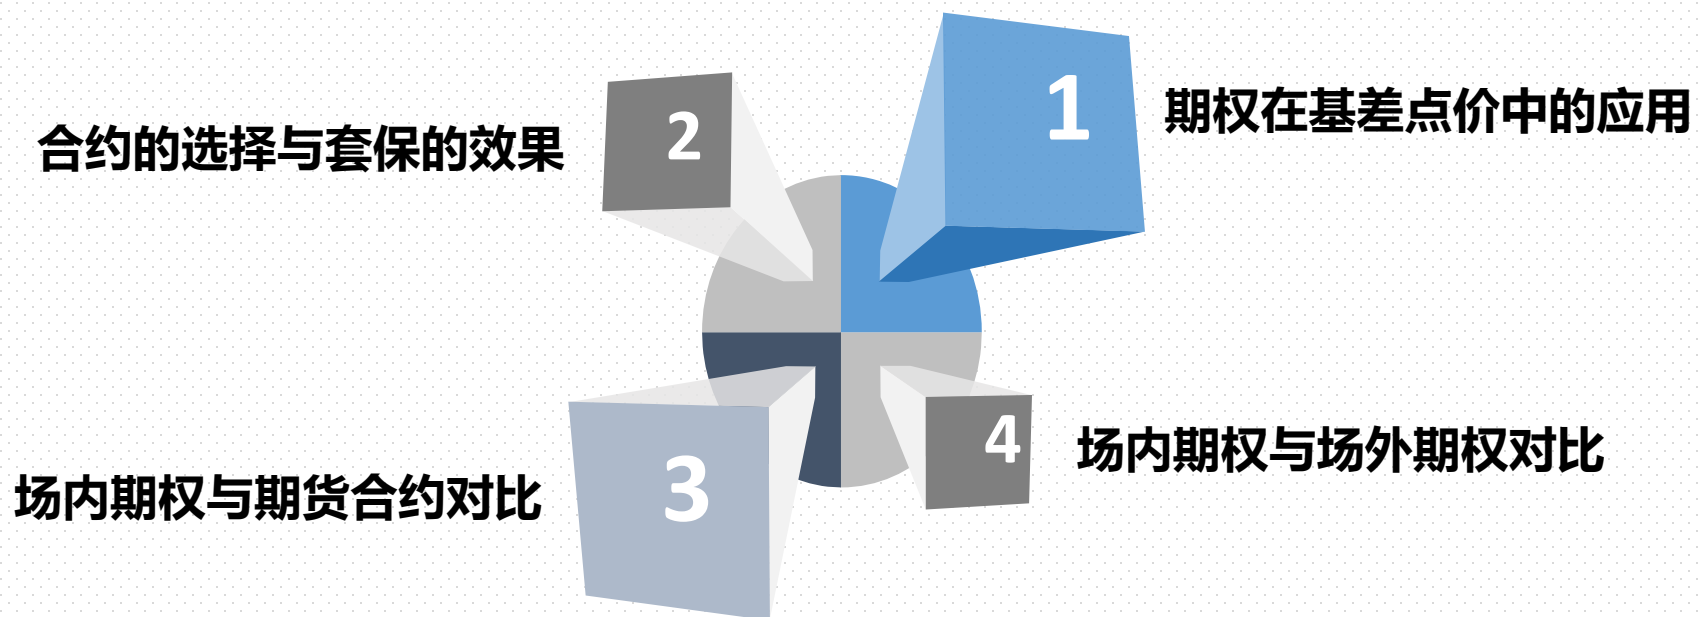 1
期权在基差点价中的应用
2
合约的选择与套保的效果
3
场内期权与期货合约对比
4
场内期权与场外期权对比